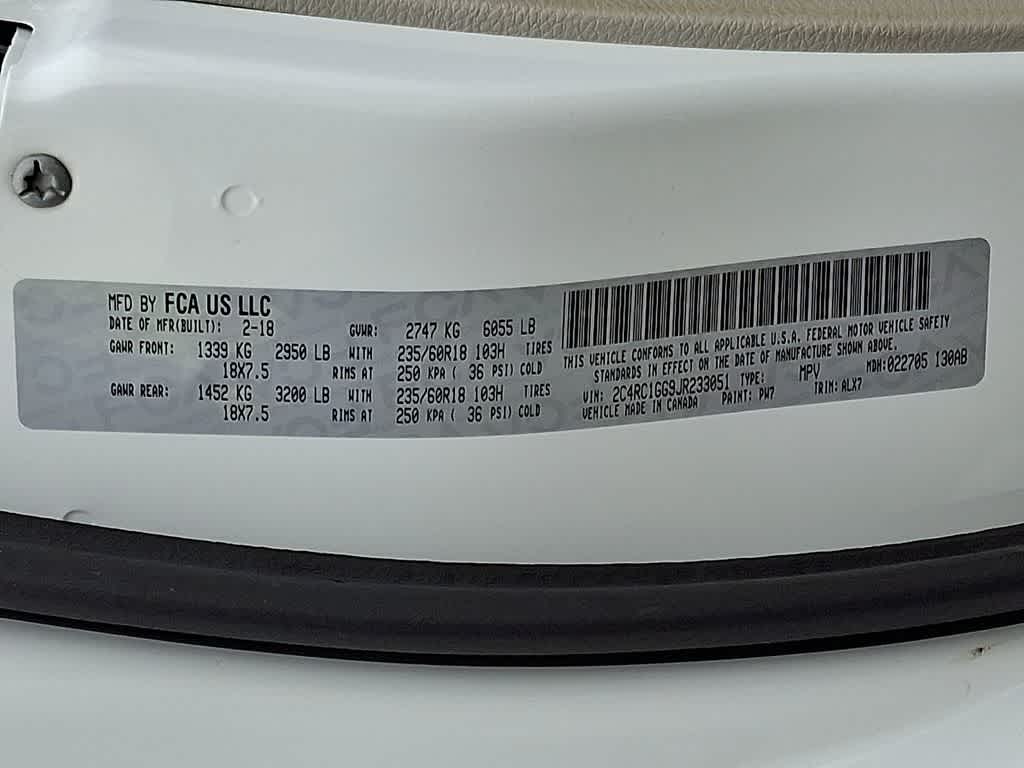 MFD BY FCA US LLC
DATE OF MFR(BUILT): 2-18 GVWR: 2747 KG 6055 LB
GAWR FRONT: 1339 KG 2950 LB WITH 235/60R18 103H TIRES
18X7.5 RIMS AT 250 KPA ( 36 PSI) COLD
GAWR REAR: 1452 KG 3200 LB WITH 235/60R18 103H TIRES
18X7.5 RIMS AT 250 KPA ( 36 PSI) COLD
THIS VEHICLE CONFORMS TO ALL APPLICABLE U.S.A. FEDERAL MOTOR VEHICLE SAFETY
STANDARDS IN EFFECT ON THE DATE OF MANUFACTURE SHOWN ABOVE.
VIN: 2C4RC1GG9JR233051 TYPE: MPV MDH:022705 130AB
VEHICLE MADE IN CANADA PAINT: PW7 TRIM: ALX7